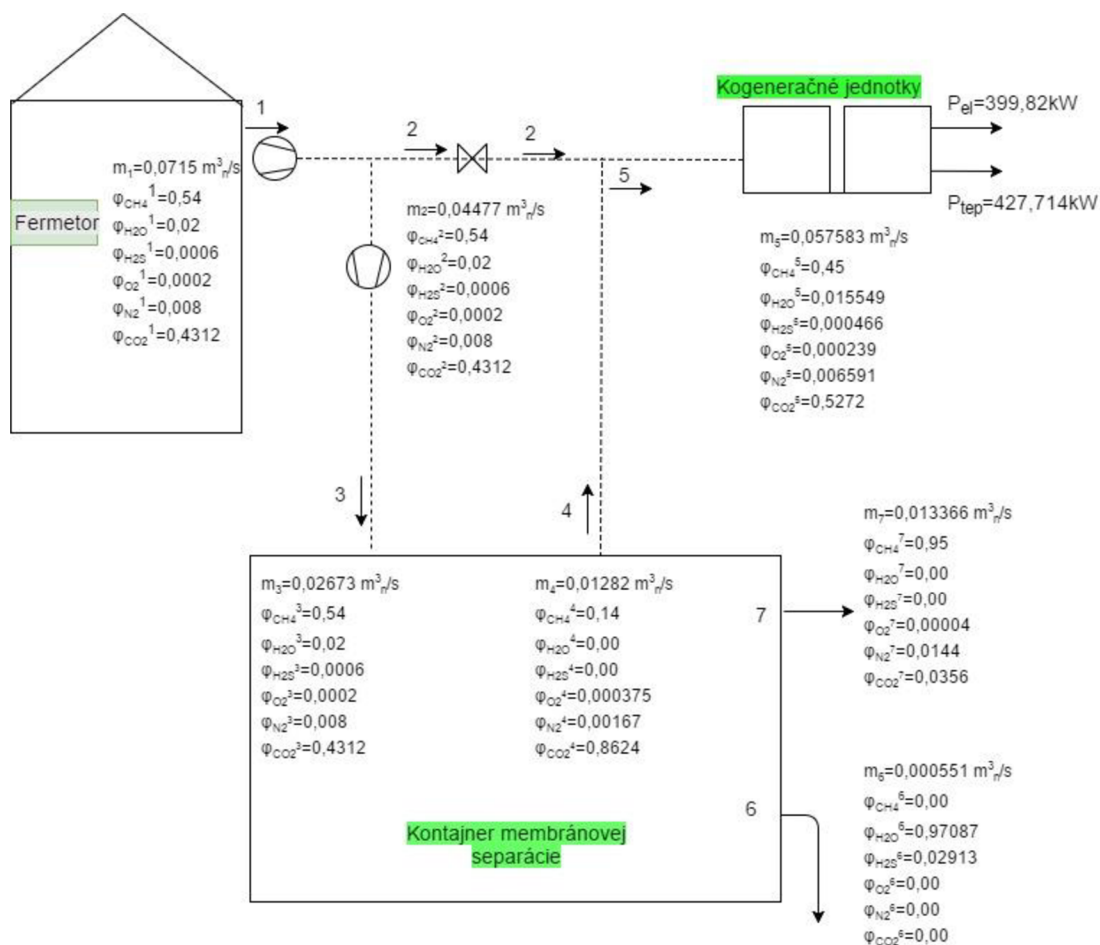 1
m₁=0,0715 m³ₙ/s
φCH₄¹=0,54
φH₂O¹=0,02
φH₂S¹=0,0006
φO₂¹=0,0002
φN₂¹=0,008
φCO₂¹=0,4312
Fermetor
2
2
m₂=0,04477 m³ₙ/s
φCH₄²=0,54
φH₂O²=0,02
φH₂S²=0,0006
φO₂²=0,0002
φN₂²=0,008
φCO₂²=0,4312
Kogeneračné jednotky
Pel=399,82kW
Ptep=427,714kW
5
m₅=0,057583 m³ₙ/s
φCH₄⁵=0,45
φH₂O⁵=0,015549
φH₂S⁵=0,000466
φO₂⁵=0,000239
φN₂⁵=0,006591
φCO₂⁵=0,5272
3
4
m₃=0,02673 m³ₙ/s
φCH₄³=0,54
φH₂O³=0,02
φH₂S³=0,0006
φO₂³=0,0002
φN₂³=0,008
φCO₂³=0,4312
m₄=0,01282 m³ₙ/s
φCH₄⁴=0,14
φH₂O⁴=0,00
φH₂S⁴=0,00
φO₂⁴=0,000375
φN₂⁴=0,00167
φCO₂⁴=0,8624
7
m₇=0,013366 m³ₙ/s
φCH₄⁷=0,95
φH₂O⁷=0,00
φH₂S⁷=0,00
φO₂⁷=0,00004
φN₂⁷=0,0144
φCO₂⁷=0,0356
6
m₆=0,000551 m³ₙ/s
φCH₄⁶=0,00
φH₂O⁶=0,97087
φH₂S⁶=0,02913
φO₂⁶=0,00
φN₂⁶=0,00
φCO₂⁶=0,00
Kontajner membránovej
separácie